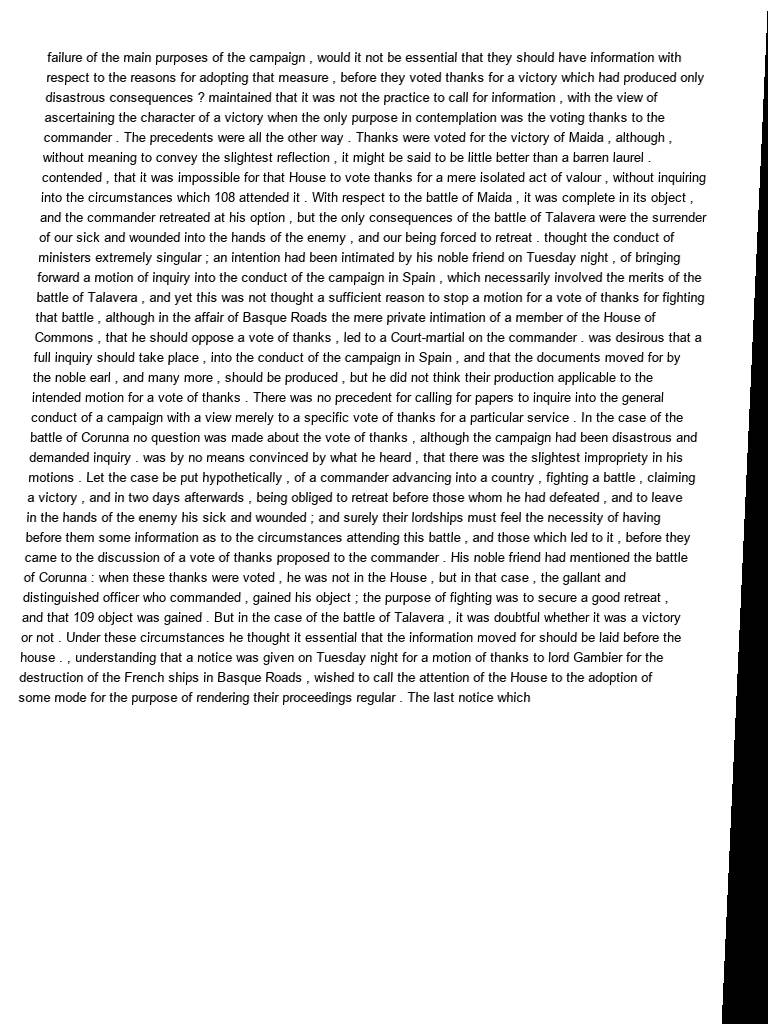 failure of the main purposes of the campaign , would it not be essential that they should have information with
respect to the reasons for adopting that measure , before they voted thanks for a victory which had produced only
disastrous consequences ? maintained that it was not the practice to call for information , with the view of
ascertaining the character of a victory when the only purpose in contemplation was the voting thanks to the
commander . The precedents were all the other way . Thanks were voted for the victory of Maida , although ,
without meaning to convey the slightest reflection , it might be said to be little better than a barren laurel .
contended , that it was impossible for that House to vote thanks for a mere isolated act of valour , without inquiring
into the circumstances which 108 attended it . With respect to the battle of Maida , it was complete in its object ,
and the commander retreated at his option , but the only consequences of the battle of Talavera were the surrender
of our sick and wounded into the hands of the enemy , and our being forced to retreat . thought the conduct of
ministers extremely singular ; an intention had been intimated by his noble friend on Tuesday night , of bringing
forward a motion of inquiry into the conduct of the campaign in Spain , which necessarily involved the merits of the
battle of Talavera , and yet this was not thought a sufficient reason to stop a motion for a vote of thanks for fighting
that battle , although in the affair of Basque Roads the mere private intimation of a member of the House of
Commons , that he should oppose a vote of thanks , led to a Court-martial on the commander . was desirous that a
full inquiry should take place , into the conduct of the campaign in Spain , and that the documents moved for by
the noble earl , and many more , should be produced , but he did not think their production applicable to the
intended motion for a vote of thanks . There was no precedent for calling for papers to inquire into the general
conduct of a campaign with a view merely to a specific vote of thanks for a particular service . In the case of the
battle of Corunna no question was made about the vote of thanks , although the campaign had been disastrous and
demanded inquiry . was by no means convinced by what he heard , that there was the slightest impropriety in his
motions . Let the case be put hypothetically , of a commander advancing into a country , fighting a battle , claiming
a victory , and in two days afterwards , being obliged to retreat before those whom he had defeated , and to leave
in the hands of the enemy his sick and wounded ; and surely their lordships must feel the necessity of having
before them some information as to the circumstances attending this battle , and those which led to it , before they
came to the discussion of a vote of thanks proposed to the commander . His noble friend had mentioned the battle
of Corunna : when these thanks were voted , he was not in the House , but in that case , the gallant and
distinguished officer who commanded , gained his object ; the purpose of fighting was to secure a good retreat ,
and that 109 object was gained . But in the case of the battle of Talavera , it was doubtful whether it was a victory
or not . Under these circumstances he thought it essential that the information moved for should be laid before the
house . , understanding that a notice was given on Tuesday night for a motion of thanks to lord Gambier for the
destruction of the French ships in Basque Roads , wished to call the attention of the House to the adoption of
some mode for the purpose of rendering their proceedings regular . The last notice which